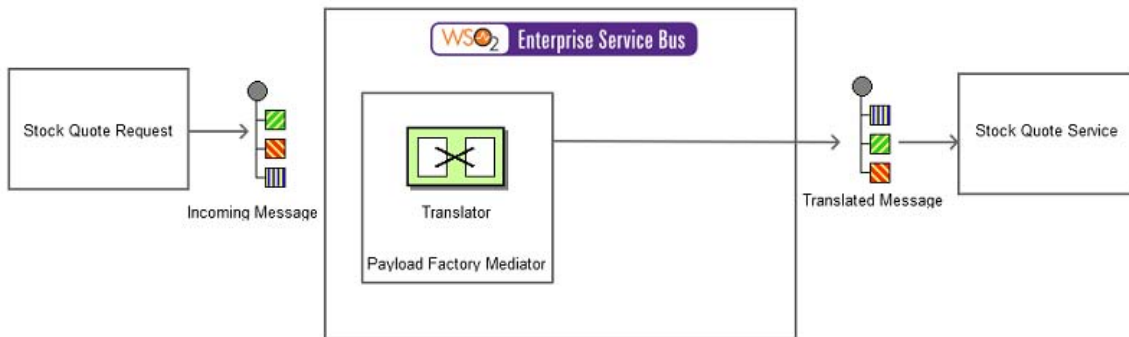 WSO2 Enterprise Service Bus
Stock Quote Request
Incoming Message
Translator
Payload Factory Mediator
Translated Message
Stock Quote Service